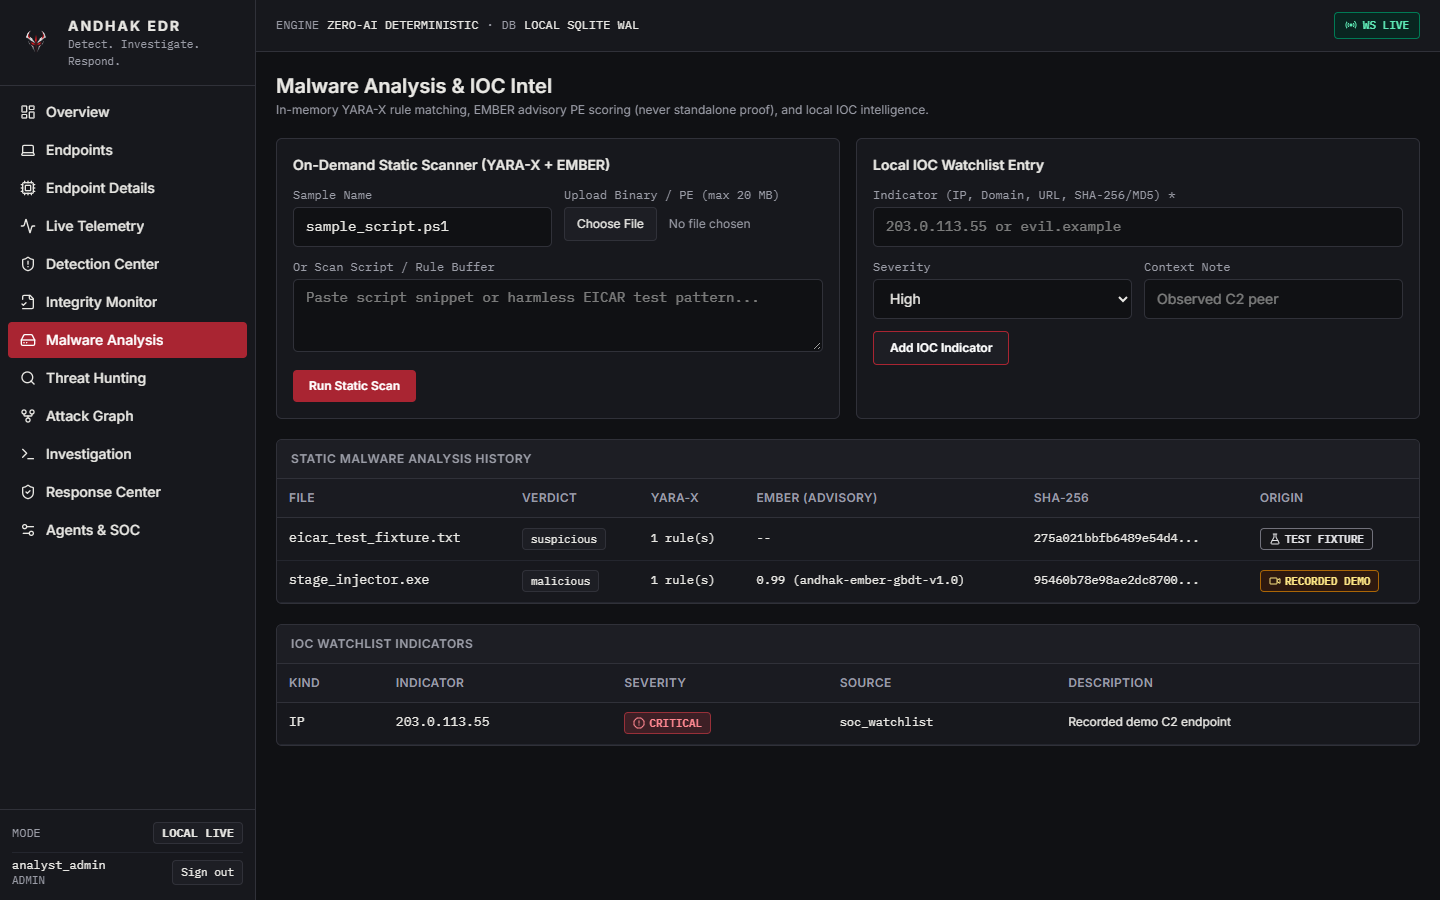 ANDHAK EDR
Detect. Investigate.
Respond.
Overview
Endpoints
Endpoint Details
Live Telemetry
Detection Center
Integrity Monitor
Malware Analysis
Threat Hunting
Attack Graph
Investigation
Response Center
Agents & SOC
MODE LOCAL LIVE
analyst_admin
ADMIN
Sign out
ENGINE ZERO-AI DETERMINISTIC · DB LOCAL SQLITE WAL
WS LIVE
Malware Analysis & IOC Intel
In-memory YARA-X rule matching, EMBER advisory PE scoring (never standalone proof), and local IOC intelligence.
On-Demand Static Scanner (YARA-X + EMBER)
Sample Name
Upload Binary / PE (max 20 MB)
sample_script.ps1
Choose File No file chosen
Or Scan Script / Rule Buffer
Paste script snippet or harmless EICAR test pattern...
Run Static Scan
Local IOC Watchlist Entry
Indicator (IP, Domain, URL, SHA-256/MD5) *
203.0.113.55 or evil.example
Severity
Context Note
High
Observed C2 peer
Add IOC Indicator
STATIC MALWARE ANALYSIS HISTORY
FILE VERDICT YARA-X EMBER (ADVISORY) SHA-256 ORIGIN
eicar_test_fixture.txt suspicious 1 rule(s) -- 275a021bbfb6489e54d4... TEST FIXTURE
stage_injector.exe malicious 1 rule(s) 0.99 (andhak-ember-gbdt-v1.0) 95460b78e98ae2dc8700... RECORDED DEMO
IOC WATCHLIST INDICATORS
KIND INDICATOR SEVERITY SOURCE DESCRIPTION
IP 203.0.113.55 CRITICAL soc_watchlist Recorded demo C2 endpoint